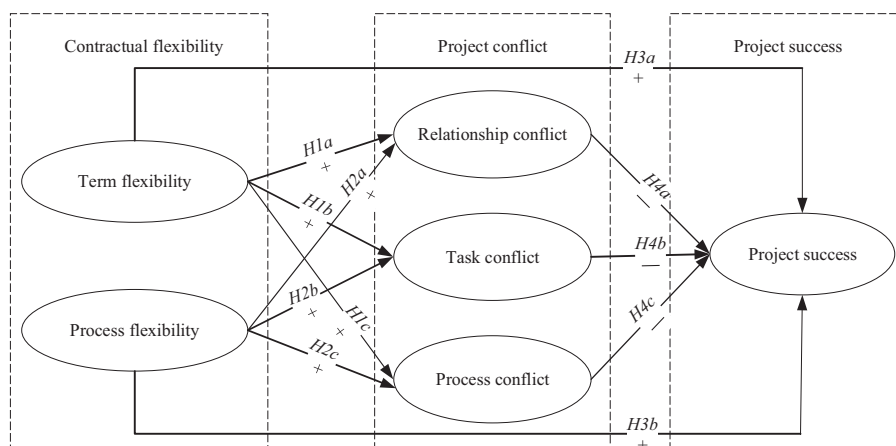 Contractual flexibility
Project conflict
Project success
H3a
+
Relationship conflict
H1a
+
H2a
+
Term flexibility
H4a
—
H1b
+
Task conflict
H4b
—
Project success
H2b
+
H1c
+
H4c
—
Process flexibility
H2c
+
Process conflict
H3b
+